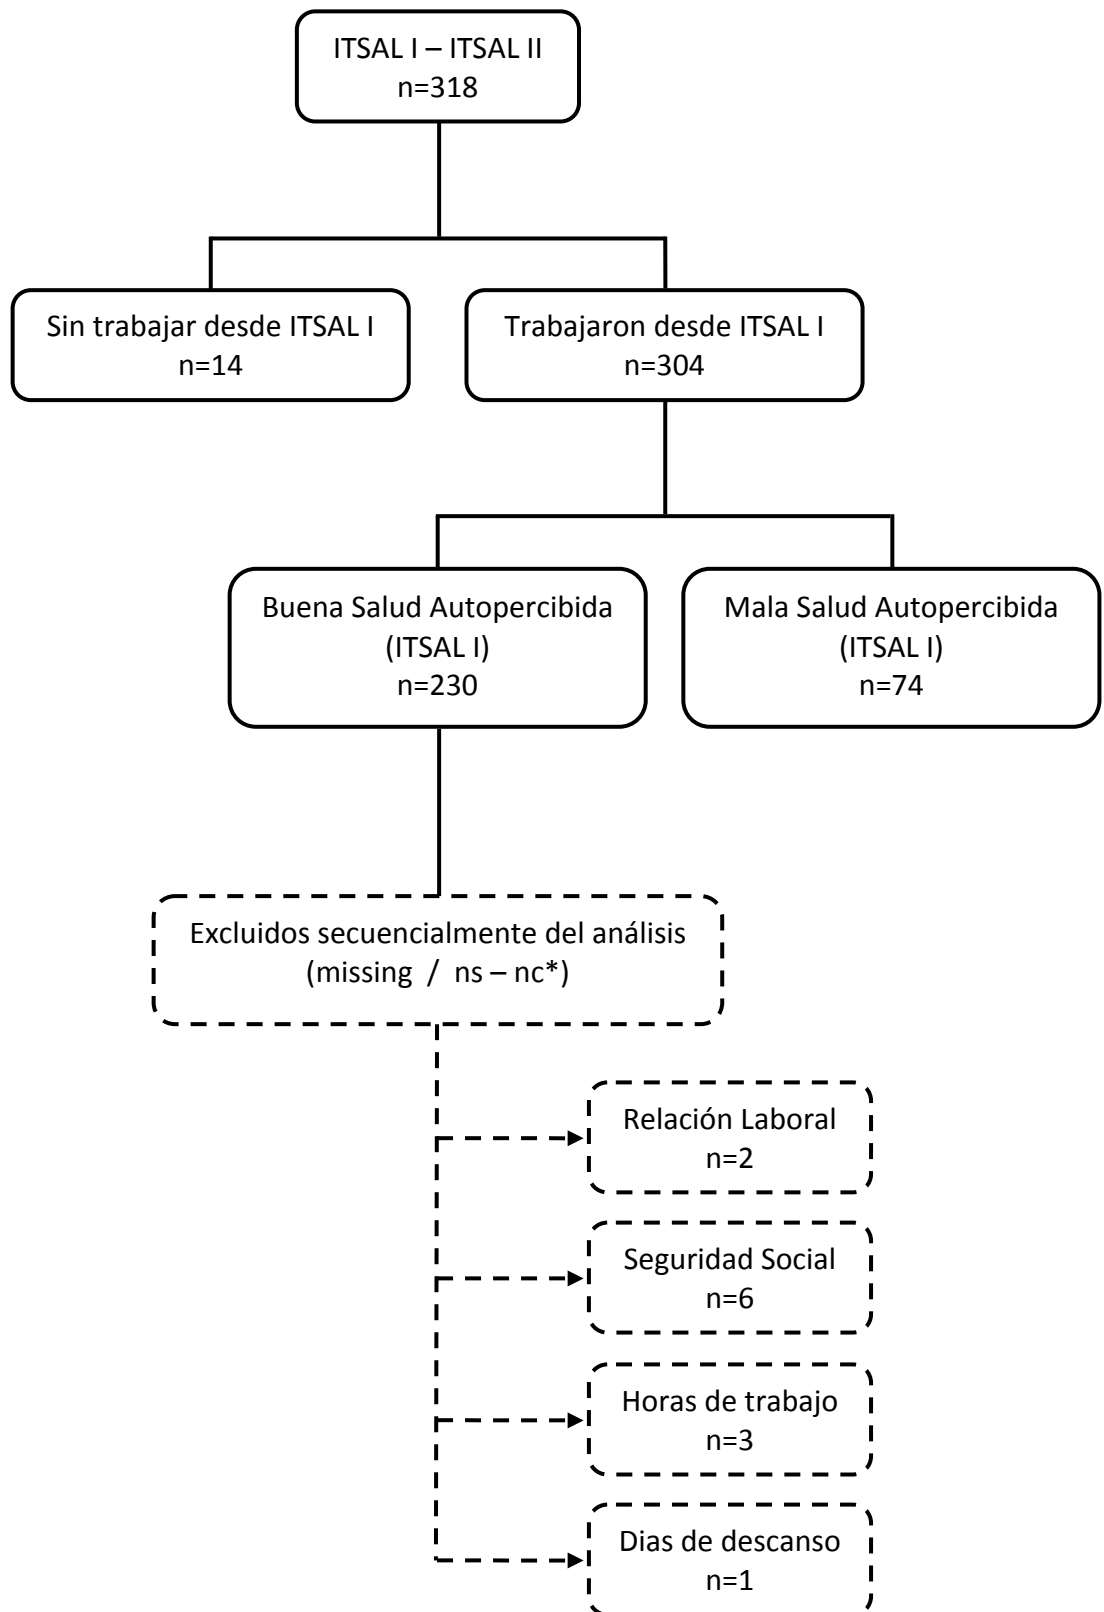 ITSAL I – ITSAL II
n=318
Sin trabajar desde ITSAL I
n=14
Trabajaron desde ITSAL I
n=304
Buena Salud Autopercibida
(ITSAL I)
n=230
Mala Salud Autopercibida
(ITSAL I)
n=74
Excluidos secuencialmente del análisis
(missing / ns – nc*)
Relación Laboral
n=2
Seguridad Social
n=6
Horas de trabajo
n=3
Dias de descanso
n=1